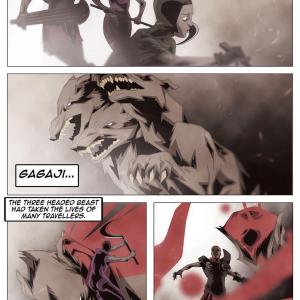 GAGAJI...
THE THREE HEADED BEAST
HAD TAKEN THE LIVES OF
MANY TRAVELLERS.